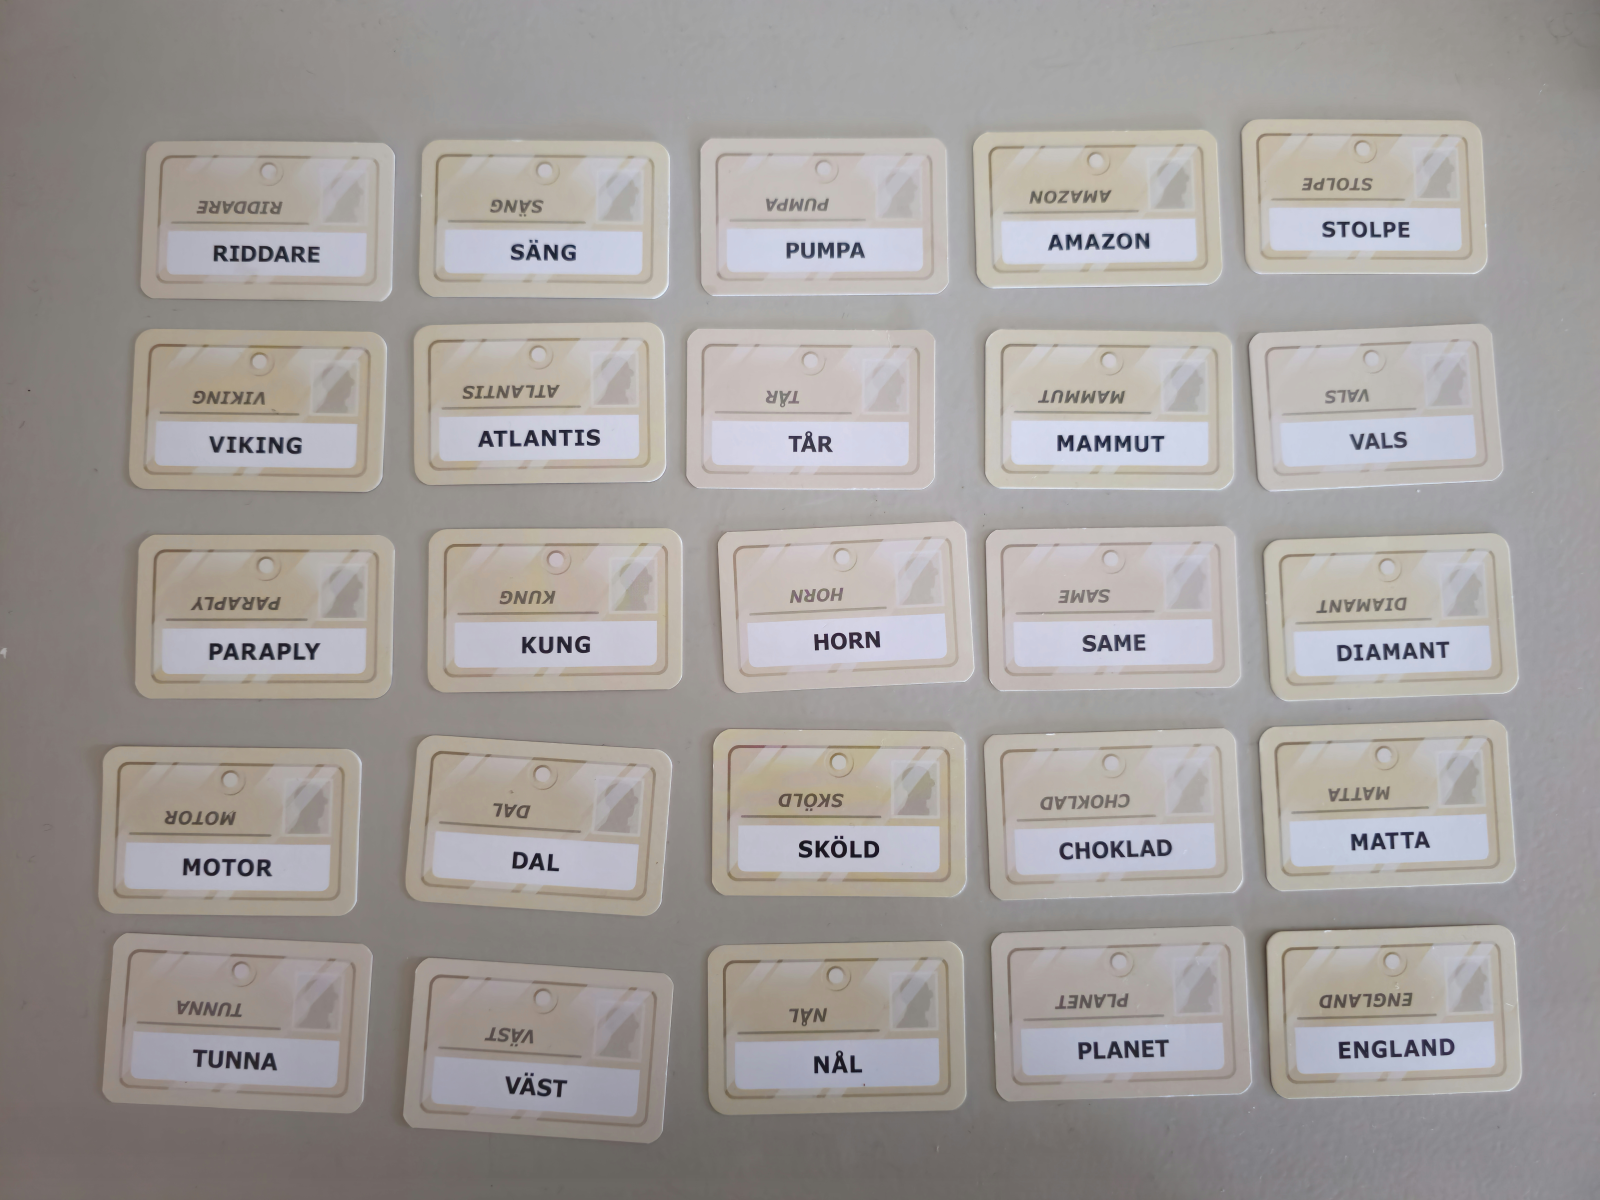 RIDDARE
RIDDARE
SÄNG
SÄNG
PUMPA
PUMPA
AMAZON
AMAZON
STOLPE
STOLPE
VIKING
VIKING
ATLANTIS
ATLANTIS
TÅR
TÅR
MAMMUT
MAMMUT
VALS
VALS
PARAPLY
PARAPLY
KUNG
KUNG
HORN
HORN
SAME
SAME
DIAMANT
DIAMANT
MOTOR
MOTOR
DAL
DAL
SKÖLD
SKÖLD
CHOKLAD
CHOKLAD
MATTA
MATTA
TUNNA
TUNNA
VÄST
VÄST
NÅL
NÅL
PLANET
PLANET
ENGLAND
ENGLAND